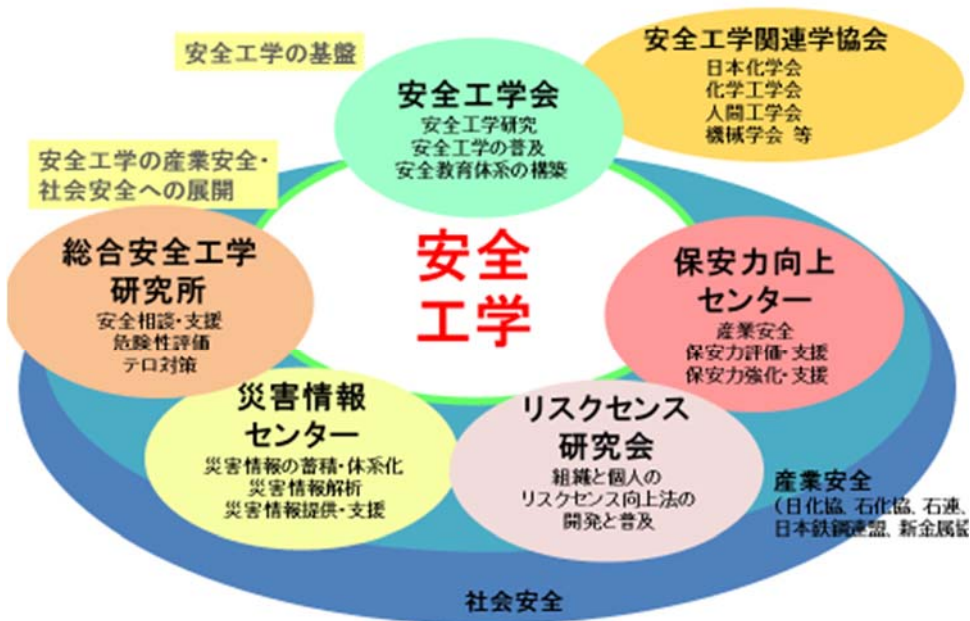 安全工学の基盤
安全工学会
安全工学研究
安全工学の普及
安全教育体系の構築
安全工学関連学協会
日本化学会
化学工学会
人間工学会
機械学会 等
安全工学の産業安全・
社会安全への展開
総合安全工学
研究所
安全相談・支援
危険性評価
テロ対策
安全
工学
保安力向上
センター
産業安全
保安力評価・支援
保安力強化・支援
災害情報
センター
災害情報の蓄積・体系化
災害情報解析
災害情報提供・支援
リスクセンス
研究会
組織と個人の
リスクセンス向上法の
開発と普及
産業安全
(日化協、石化協、石連、
日本鉄鋼連盟、新金属協
社会安全